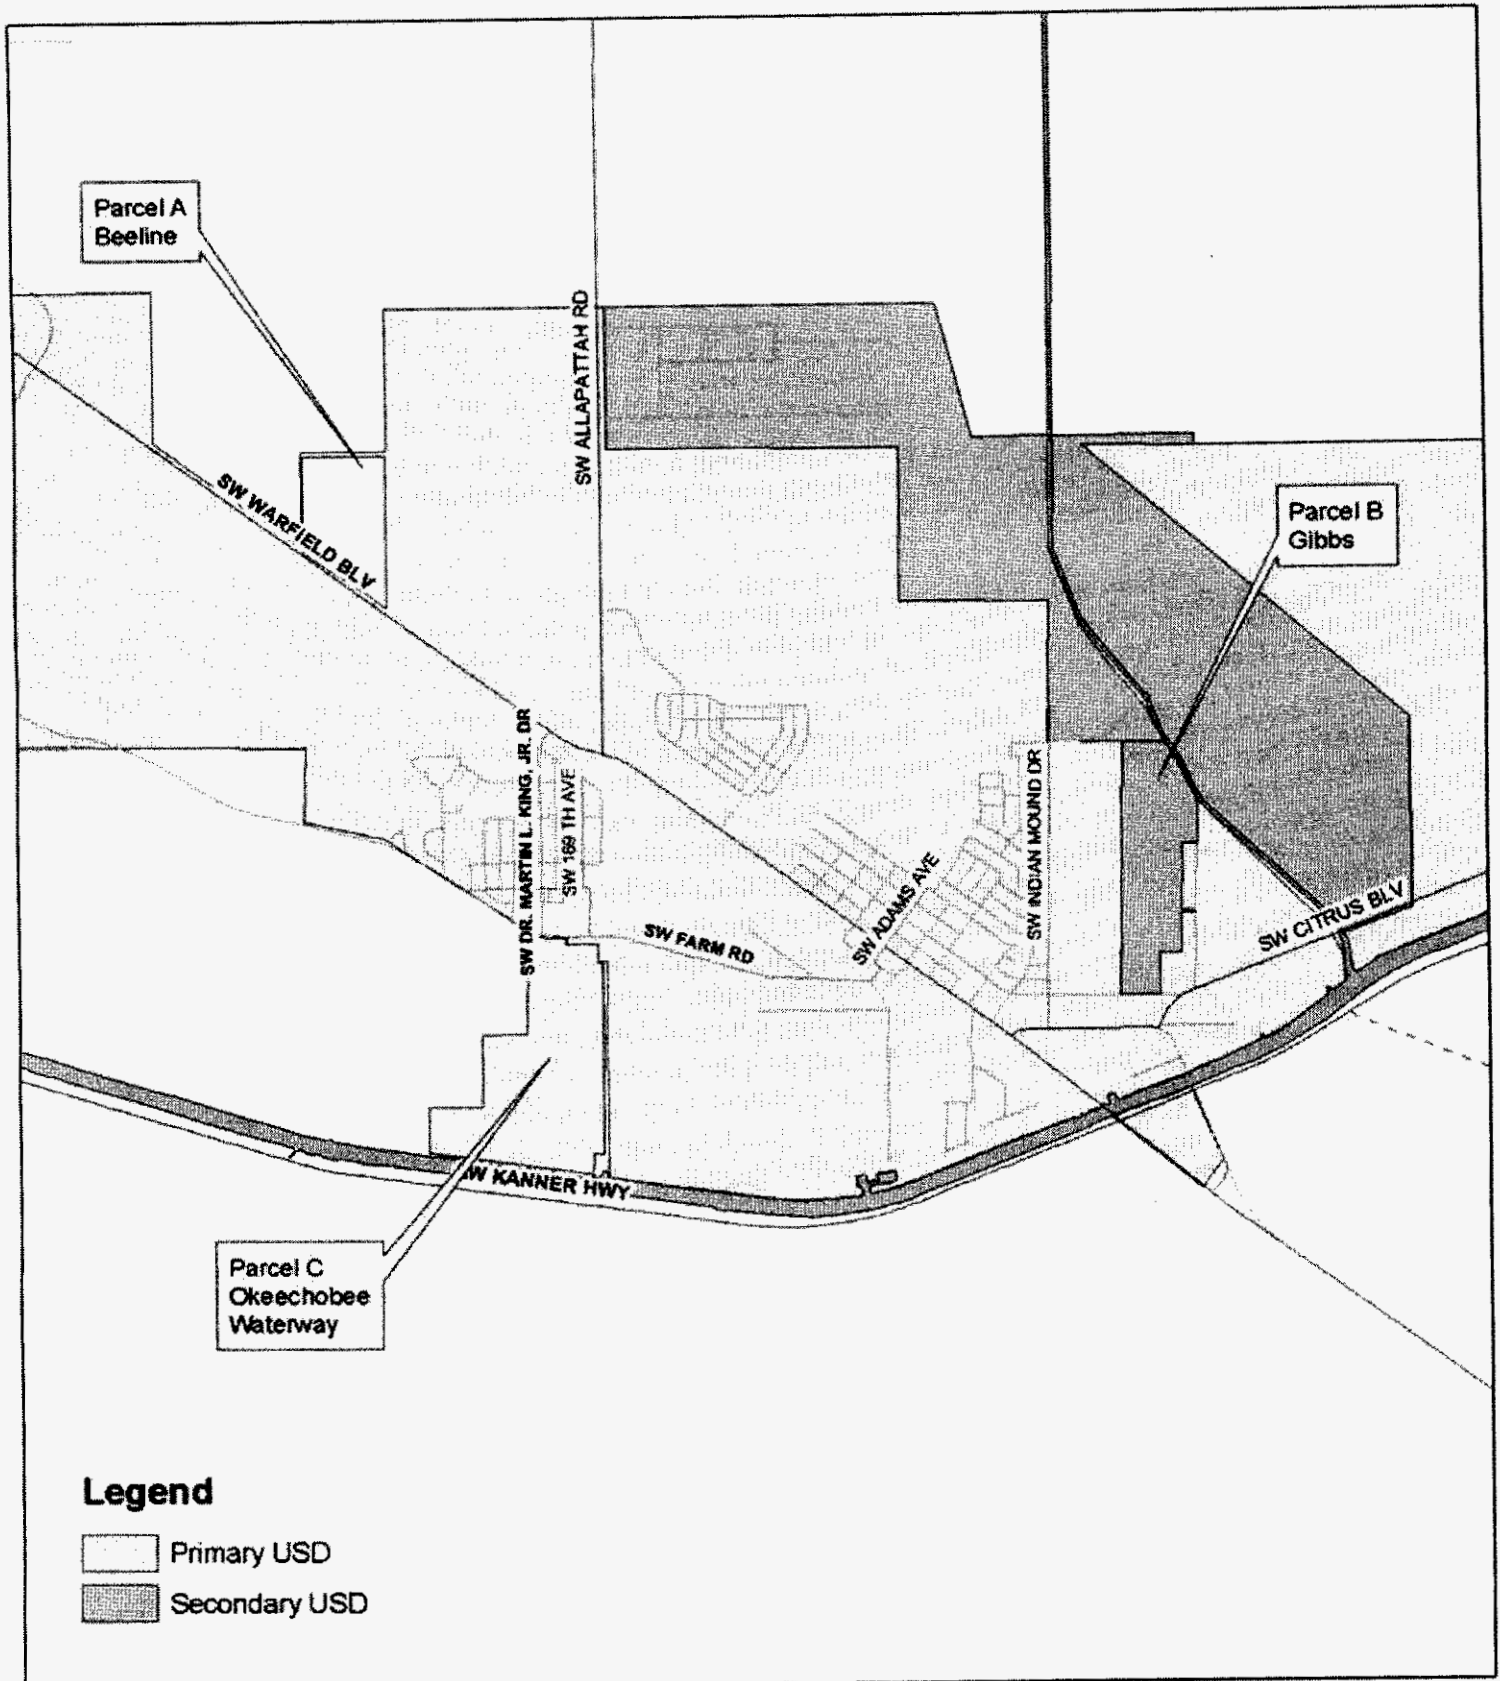 Parcel A
Beeline
SW ALLAPATTAH RD
SW WARFIELD BLV
Parcel B
Gibbs
SW DR. MARTIN L. KING, JR. DR
SW 169 TH AVE
SW INDIAN MOUND DR
SW ADAMS AVE
SW FARM RD
SW CITRUS BLV
SW KANNER HWY
Parcel C
Okeechobee
Waterway
Legend
Primary USD
Secondary USD